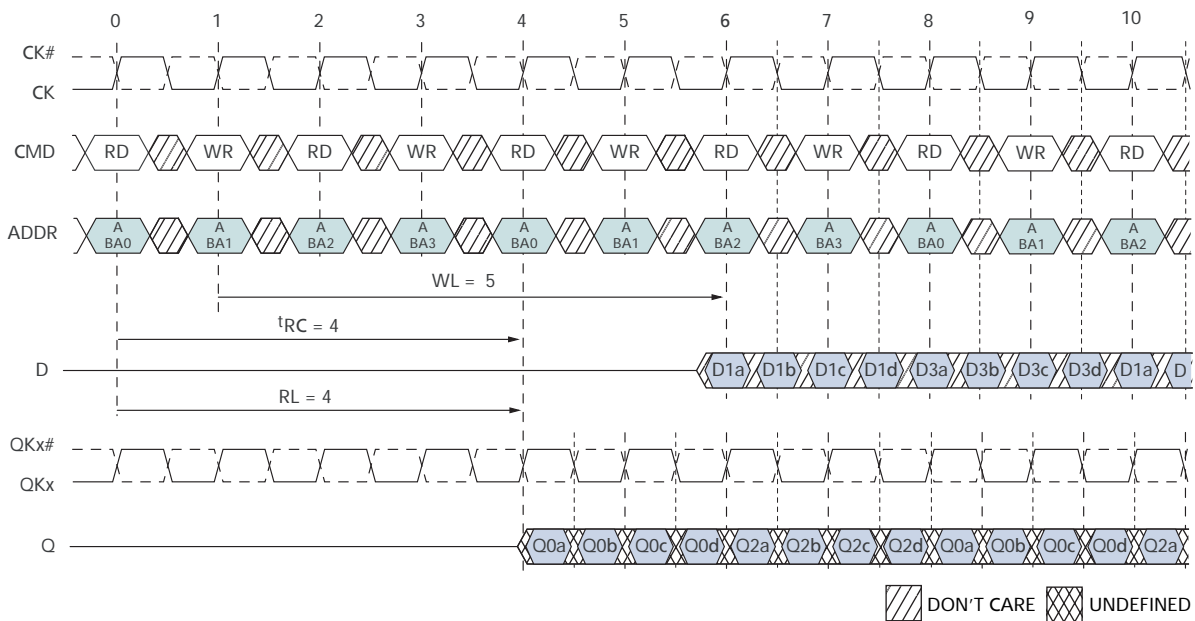 0 1 2 3 4 5 6 7 8 9 10
CK#
CK
CMD RD WR RD WR RD WR RD WR RD WR RD
ADDR A BA0 A BA1 A BA2 A BA3 A BA0 A BA1 A BA2 A BA3 A BA0 A BA1 A BA2
WL = 5
tRC = 4
D D1a D1b D1c D1d D3a D3b D3c D3d D1a D
RL = 4
QKx#
QKx
Q Q0a Q0b Q0c Q0d Q2a Q2b Q2c Q2d Q0a Q0b Q0c Q0d Q2a
DON'T CARE UNDEFINED